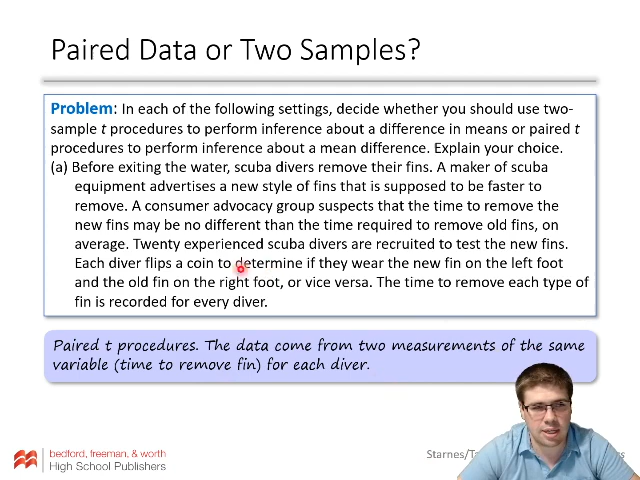 Paired Data or Two Samples?
Problem: In each of the following settings, decide whether you should use two-
sample t procedures to perform inference about a difference in means or paired t
procedures to perform inference about a mean difference. Explain your choice.
(a) Before exiting the water, scuba divers remove their fins. A maker of scuba
equipment advertises a new style of fins that is supposed to be faster to
remove. A consumer advocacy group suspects that the time to remove the
new fins may be no different than the time required to remove old fins, on
average. Twenty experienced scuba divers are recruited to test the new fins.
Each diver flips a coin to determine if they wear the new fin on the left foot
and the old fin on the right foot, or vice versa. The time to remove each type of
fin is recorded for every diver.
Paired t procedures. The data come from two measurements of the same
variable (time to remove fin) for each diver.
bedford, freeman, & worth
High School Publishers